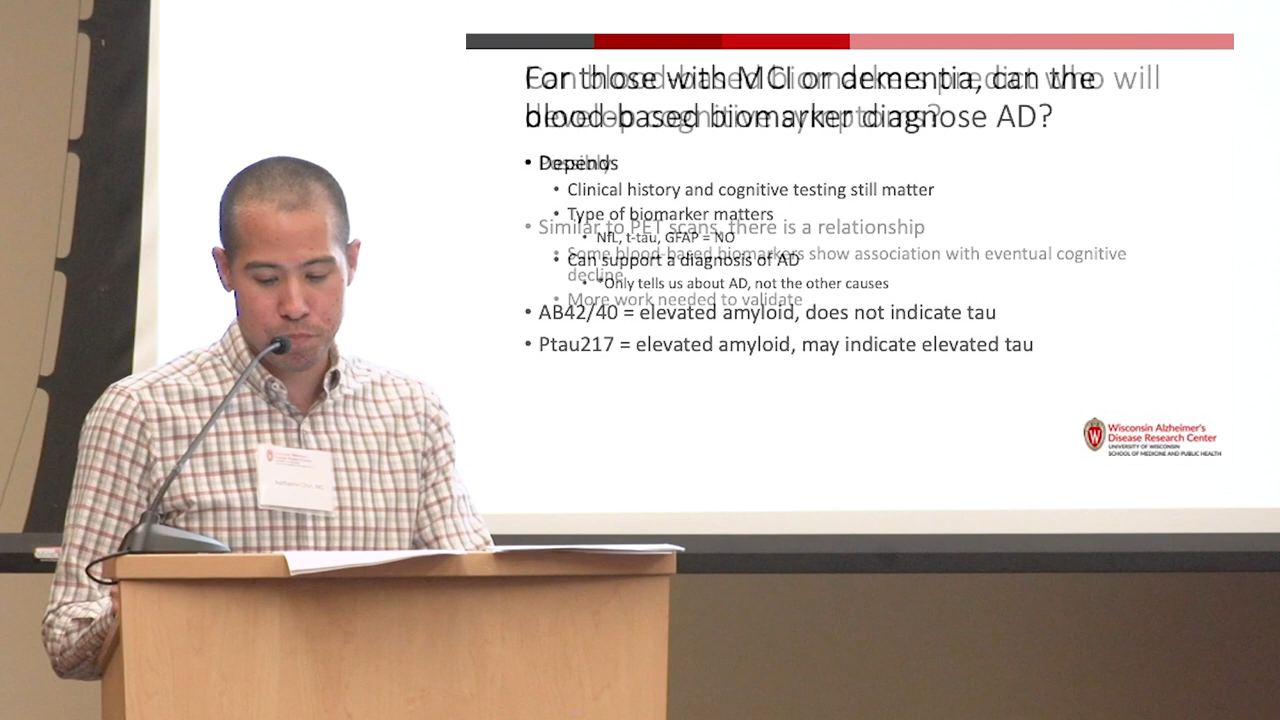 For those with MCI or dementia, can the
blood-based biomarker diagnose AD?
Can blood-based biomarkers predict who will
develop cognitive symptoms?
• Depends
• Possibly
• Clinical history and cognitive testing still matter
• Type of biomarker matters
• Similar to PET scans, there is a relationship
• NfL, t-tau, GFAP = NO
• Some blood-based biomarkers show association with eventual cognitive
decline
• Can support a diagnosis of AD
• *Only tells us about AD, not the other causes
• More work needed to validate
• AB42/40 = elevated amyloid, does not indicate tau
• Ptau217 = elevated amyloid, may indicate elevated tau
W
Wisconsin Alzheimer's
Disease Research Center
UNIVERSITY OF WISCONSIN
SCHOOL OF MEDICINE AND PUBLIC HEALTH